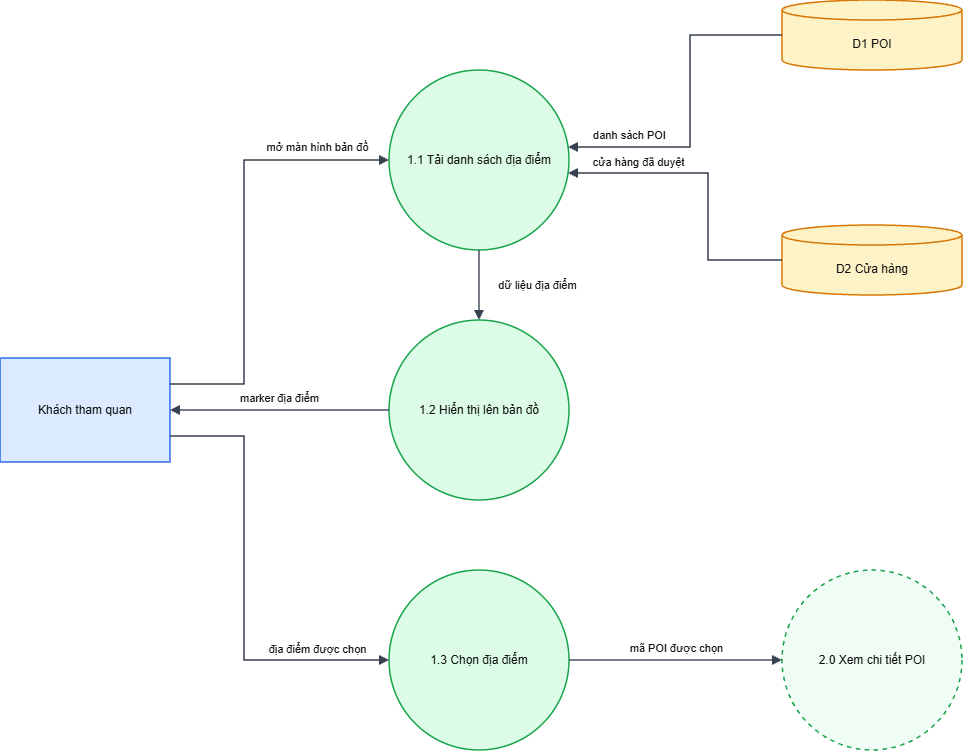 D1 POI
danh sách POI
mở màn hình bản đồ
1.1 Tải danh sách địa điểm
cửa hàng đã duyệt
D2 Cửa hàng
dữ liệu địa điểm
marker địa điểm
Khách tham quan
1.2 Hiển thị lên bản đồ
địa điểm được chọn
1.3 Chọn địa điểm
mã POI được chọn
2.0 Xem chi tiết POI